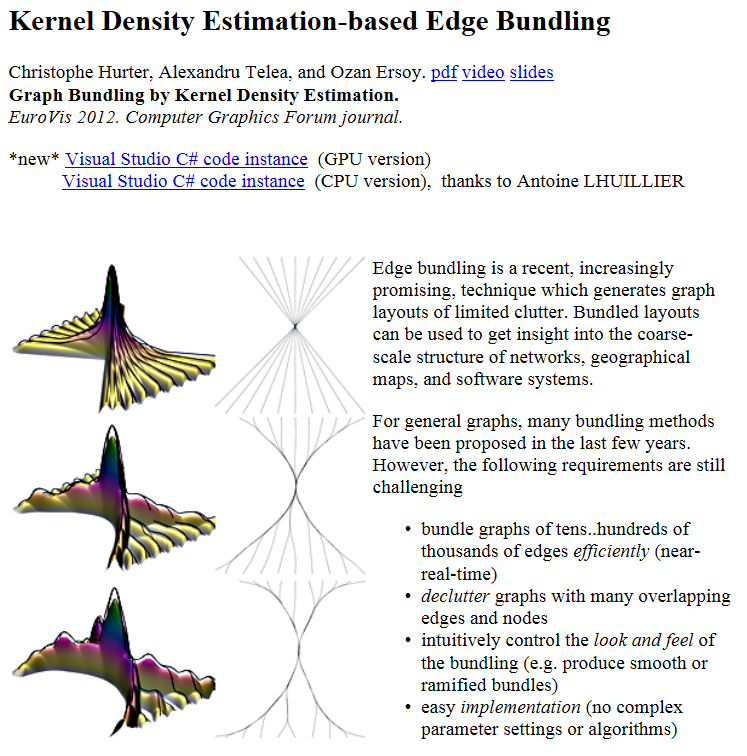 Kernel Density Estimation-based Edge Bundling
Christophe Hurter, Alexandru Telea, and Ozan Ersoy. pdf video slides
Graph Bundling by Kernel Density Estimation.
EuroVis 2012. Computer Graphics Forum journal.
*new* Visual Studio C# code instance (GPU version)
Visual Studio C# code instance (CPU version), thanks to Antoine LHUILLIER
Edge bundling is a recent, increasingly
promising, technique which generates graph
layouts of limited clutter. Bundled layouts
can be used to get insight into the coarse-
scale structure of networks, geographical
maps, and software systems.
For general graphs, many bundling methods
have been proposed in the last few years.
However, the following requirements are still
challenging
• bundle graphs of tens..hundreds of
thousands of edges efficiently (near-
real-time)
• declutter graphs with many overlapping
edges and nodes
• intuitively control the look and feel of
the bundling (e.g. produce smooth or
ramified bundles)
• easy implementation (no complex
parameter settings or algorithms)